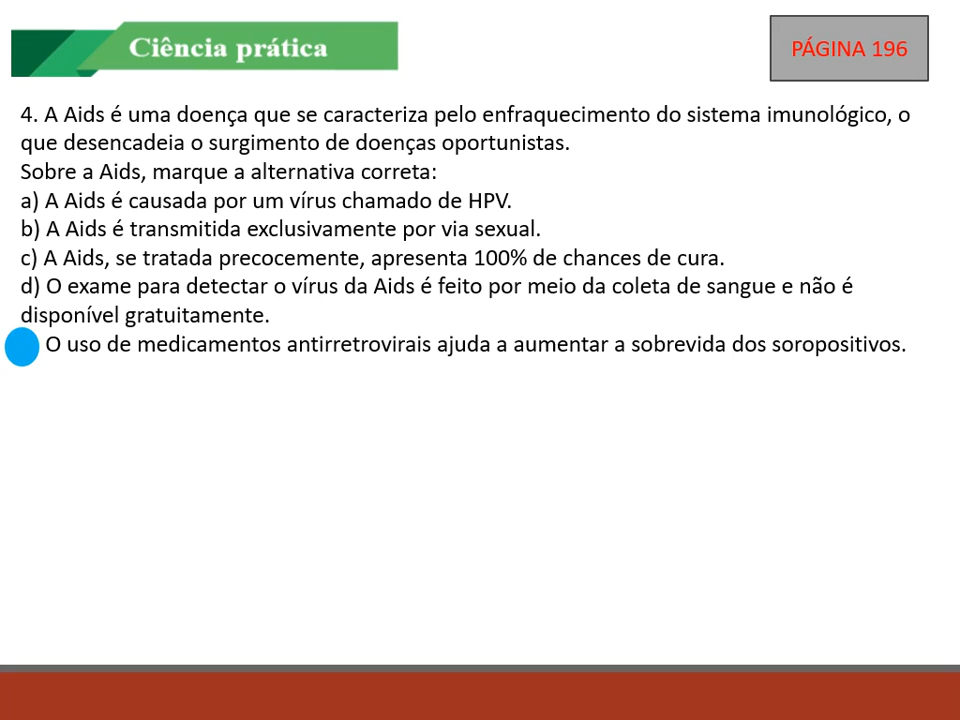 Ciência prática
PÁGINA 196
4. A Aids é uma doença que se caracteriza pelo enfraquecimento do sistema imunológico, o
que desencadeia o surgimento de doenças oportunistas.
Sobre a Aids, marque a alternativa correta:
a) A Aids é causada por um vírus chamado de HPV.
b) A Aids é transmitida exclusivamente por via sexual.
c) A Aids, se tratada precocemente, apresenta 100% de chances de cura.
d) O exame para detectar o vírus da Aids é feito por meio da coleta de sangue e não é
disponível gratuitamente.
O uso de medicamentos antirretrovirais ajuda a aumentar a sobrevida dos soropositivos.